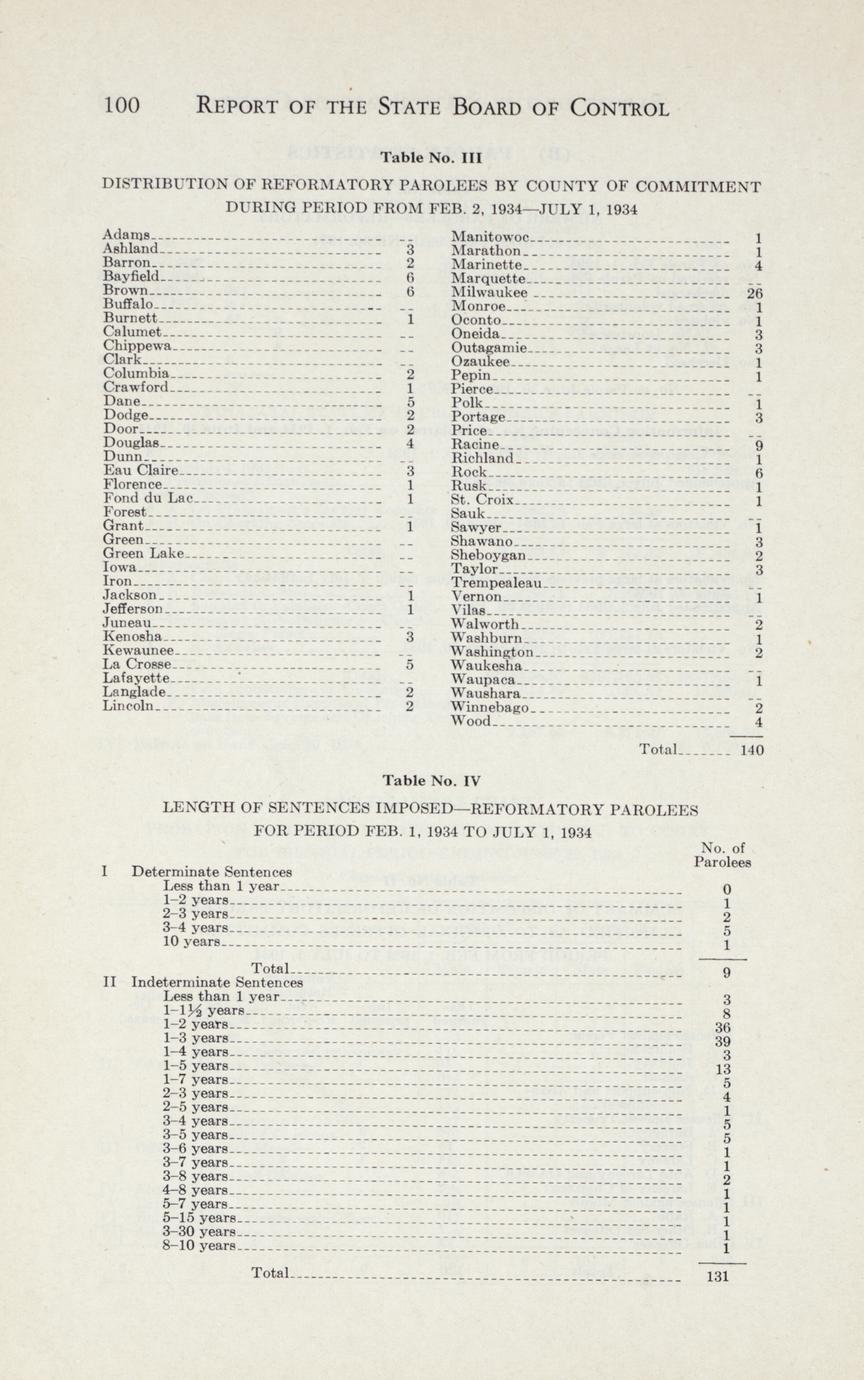 100 REPORT OF THE STATE BOARD OF CONTROL
Table No. III
DISTRIBUTION OF REFORMATORY PAROLEES BY COUNTY OF COMMITMENT
DURING PERIOD FROM FEB. 2, 1934—JULY 1, 1934
Adams -- 
Ashland 3
Barron 2
Bayfield 6
Brown 6
Buffalo --
Burnett 1
Calumet --
Chippewa --
Clark --
Columbia 2
Crawford 1
Dane 5
Dodge 2
Door 2
Douglas 4
Dunn --
Eau Claire 3
Florence 1
Fond du Lac 1
Forest --
Grant 1
Green --
Green Lake --
Iowa --
Iron --
Jackson 1
Jefferson 1
Juneau --
Kenosha 3
Kewaunee --
La Crosse 5
Lafayette --
Langlade 2
Lincoln 2
Manitowoc 1
Marathon 1
Marinette 4
Marquette --
Milwaukee 26
Monroe 1
Oconto 1
Oneida 3
Outagamie 3
Ozaukee 1
Pepin 1
Pierce --
Polk 1
Portage 3
Price --
Racine 9
Richland 1
Rock 6
Rusk 1
St. Croix 1
Sauk --
Sawyer 1
Shawano 3
Sheboygan 2
Taylor 3
Trempealeau --
Vernon 1
Vilas --
Walworth 2
Washburn 1
Washington 2
Waukesha --
Waupaca 1
Waushara --
Winnebago 2
Wood 4
Total 140
Table No. IV
LENGTH OF SENTENCES IMPOSED—REFORMATORY PAROLEES
FOR PERIOD FEB. 1, 1934 TO JULY 1, 1934
No. of
Parolees
I Determinate Sentences
Less than 1 year 0
1–2 years 1
2–3 years 2
3–4 years 5
10 years 1
Total 9
II Indeterminate Sentences
Less than 1 year 3
1–1½ years 8
1–2 years 36
1–3 years 39
1–4 years 3
1–5 years 13
1–7 years 5
2–3 years 4
2–5 years 1
3–4 years 5
3–5 years 5
3–6 years 1
3–7 years 1
3–8 years 2
4–8 years 1
5–7 years 1
5–15 years 1
3–30 years 1
8–10 years 1
Total 131